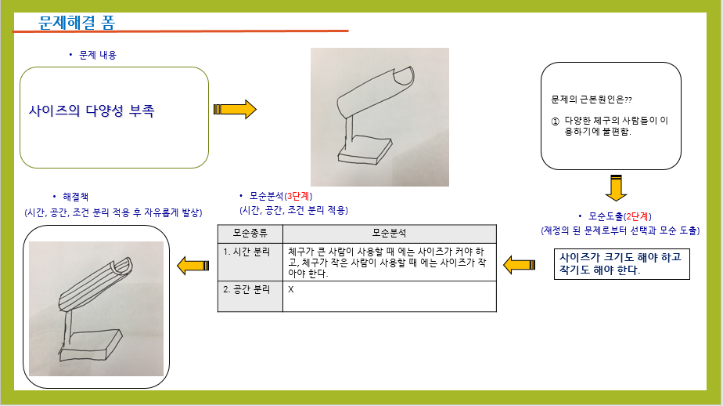 문제해결 폼
• 문제 내용
사이즈의 다양성 부족
문제의 근본원인은??
① 다양한 체구의 사람들이 이
용하기에 불편함.
• 모순도출(2단계)
(재정의 된 문제로부터 선택과 모순 도출)
사이즈가 크기도 해야 하고
작기도 해야 한다.
• 모순분석(3단계)
(시간, 공간, 조건 분리 적용)
모순종류 모순분석
1. 시간 분리 체구가 큰 사람이 사용할 때 에는 사이즈가 커야 하
고, 체구가 작은 사람이 사용할 때 에는 사이즈가 작
아야 한다.
2. 공간 분리 X
• 해결책
(시간, 공간, 조건 분리 적용 후 자유롭게 발상)